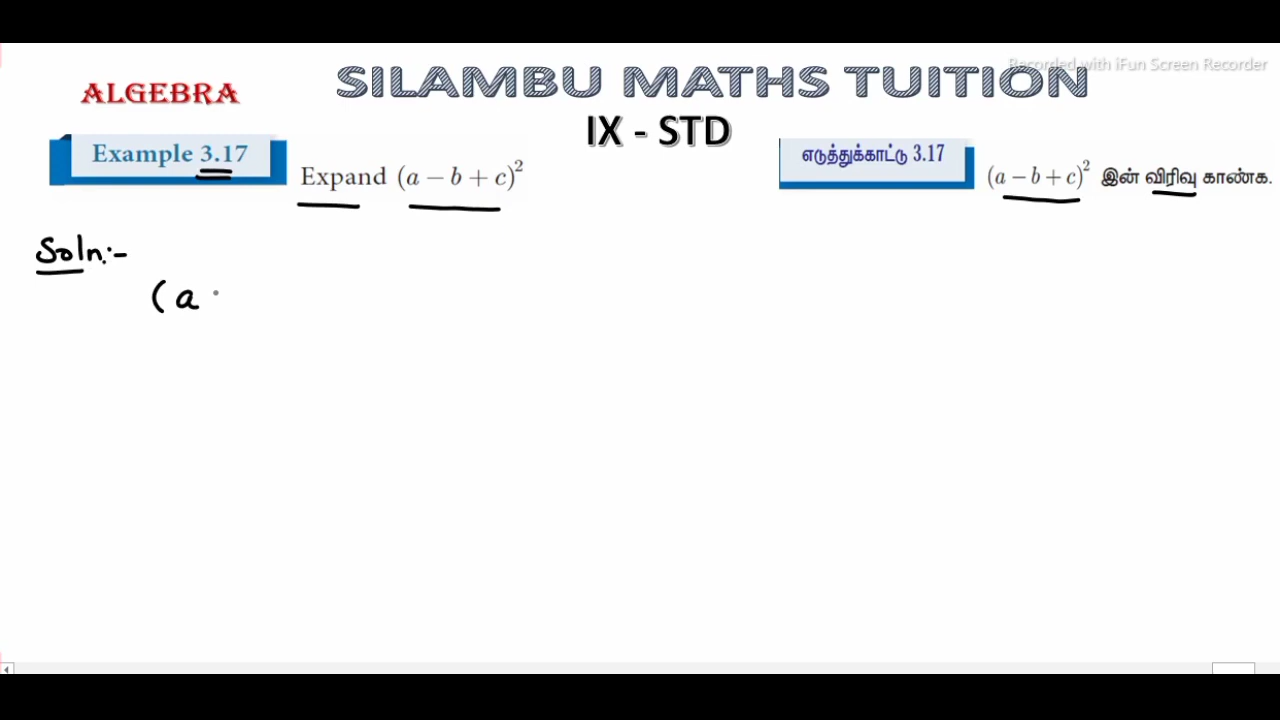 Recorded with iFun Screen Recorder
SILAMBU MATHS TUITION
ALGEBRA
IX - STD
Example 3.17
Expand (a − b + c)²
எடுத்துக்காட்டு 3.17
(a − b + c)² இன் விரிவு காண்க.
Soln:-
(a